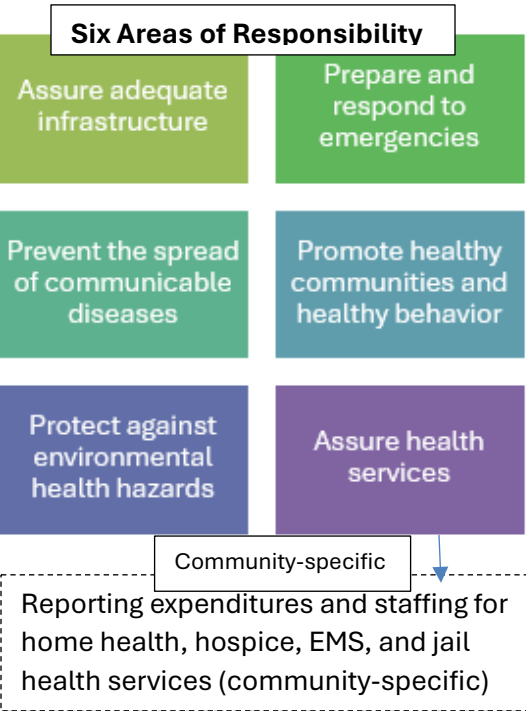 Six Areas of Responsibility
Assure adequate
infrastructure
Prepare and
respond to
emergencies
Prevent the spread
of communicable
diseases
Promote healthy
communities and
healthy behavior
Protect against
environmental
health hazards
Assure health
services
Community-specific
Reporting expenditures and staffing for
home health, hospice, EMS, and jail
health services (community-specific)